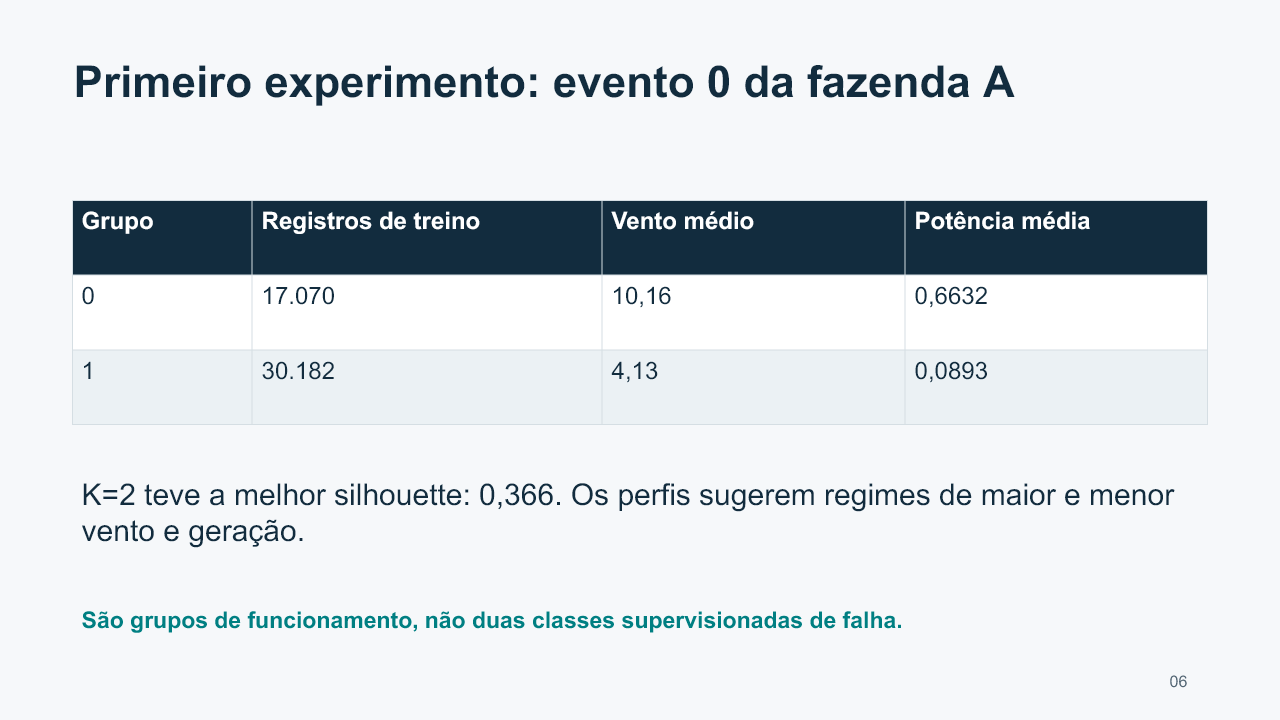 Primeiro experimento: evento 0 da fazenda A
Grupo Registros de treino Vento médio Potência média
0 17.070 10,16 0,6632
1 30.182 4,13 0,0893
K=2 teve a melhor silhouette: 0,366. Os perfis sugerem regimes de maior e menor
vento e geração.
São grupos de funcionamento, não duas classes supervisionadas de falha.
06